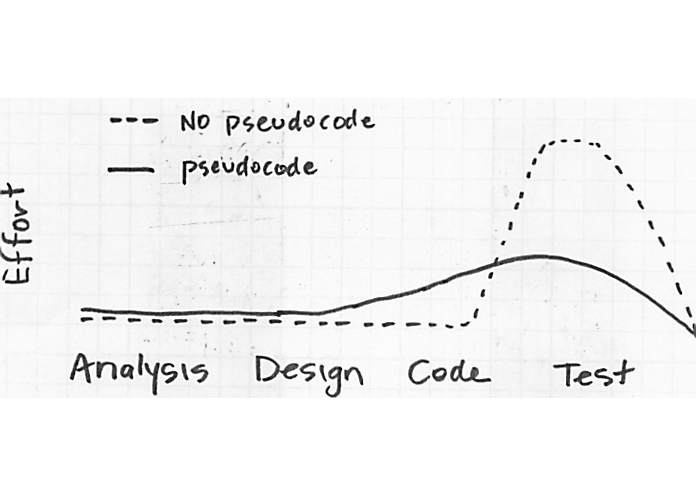 No pseudocode
pseudocode
Effort
Analysis Design Code Test